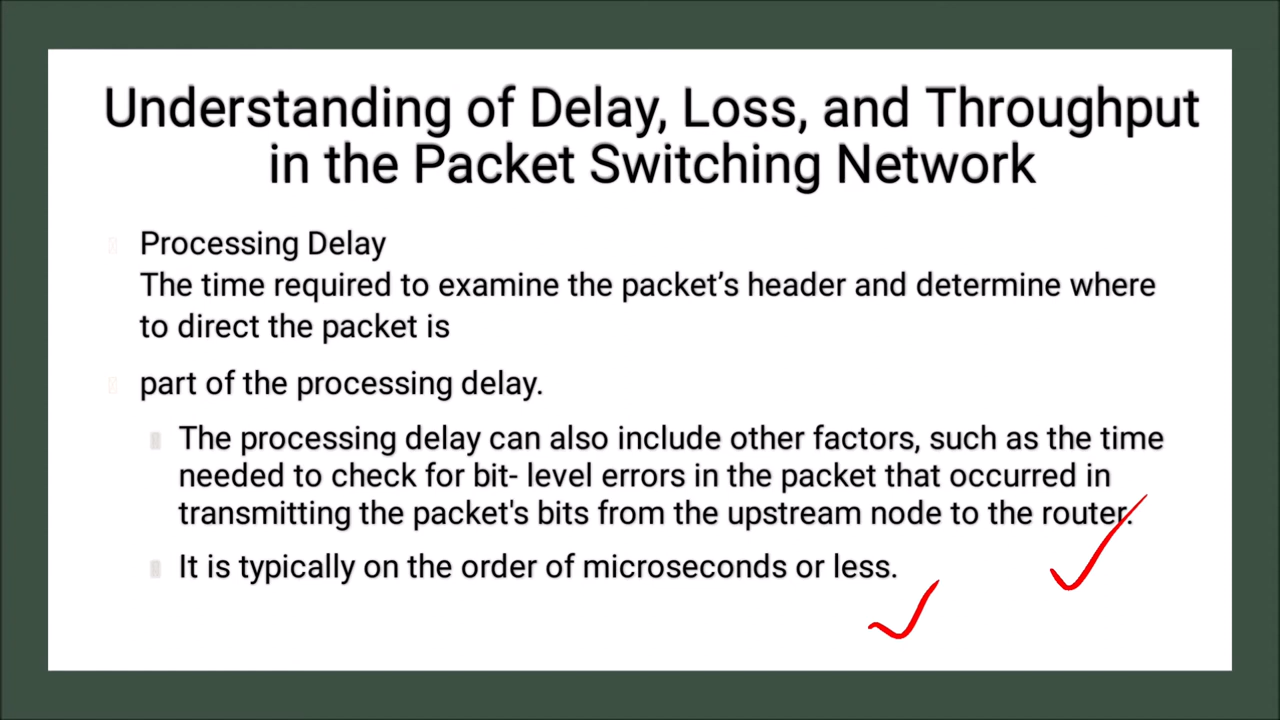 Understanding of Delay, Loss, and Throughput
in the Packet Switching Network
Processing Delay
The time required to examine the packet’s header and determine where
to direct the packet is
part of the processing delay.
The processing delay can also include other factors, such as the time
needed to check for bit- level errors in the packet that occurred in
transmitting the packet's bits from the upstream node to the router.
It is typically on the order of microseconds or less.